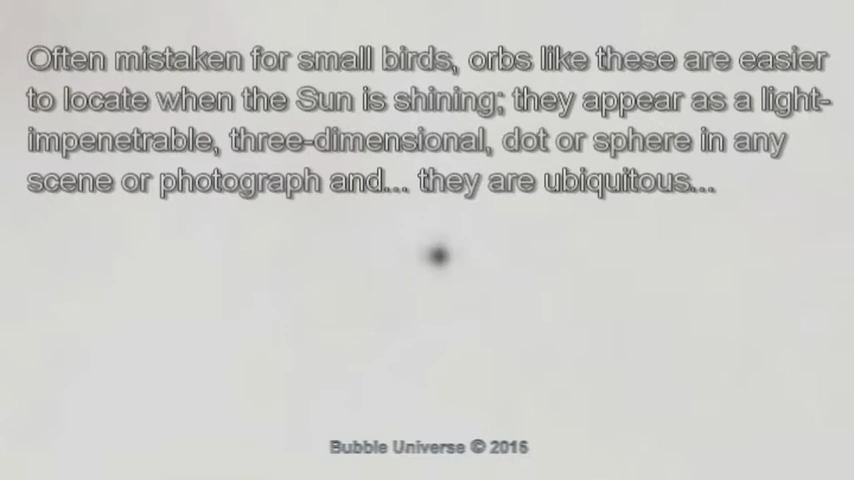 Often mistaken for small birds, orbs like these are easier
to locate when the Sun is shining; they appear as a light-
impenetrable, three-dimensional, dot or sphere in any
scene or photograph and... they are ubiquitous...
Bubble Universe © 2016